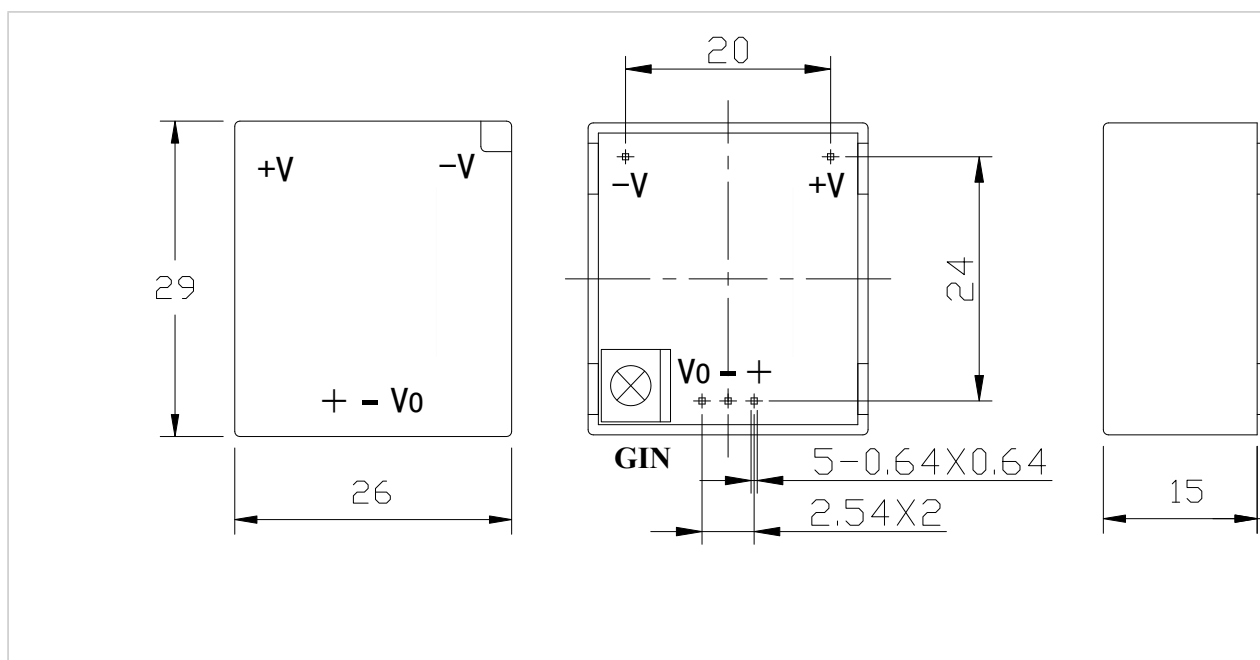 20
+V -V
-V +V
29
24
Vo - +
+ - Vo
GIN
5-0.64X0.64
26
15
2.54X2